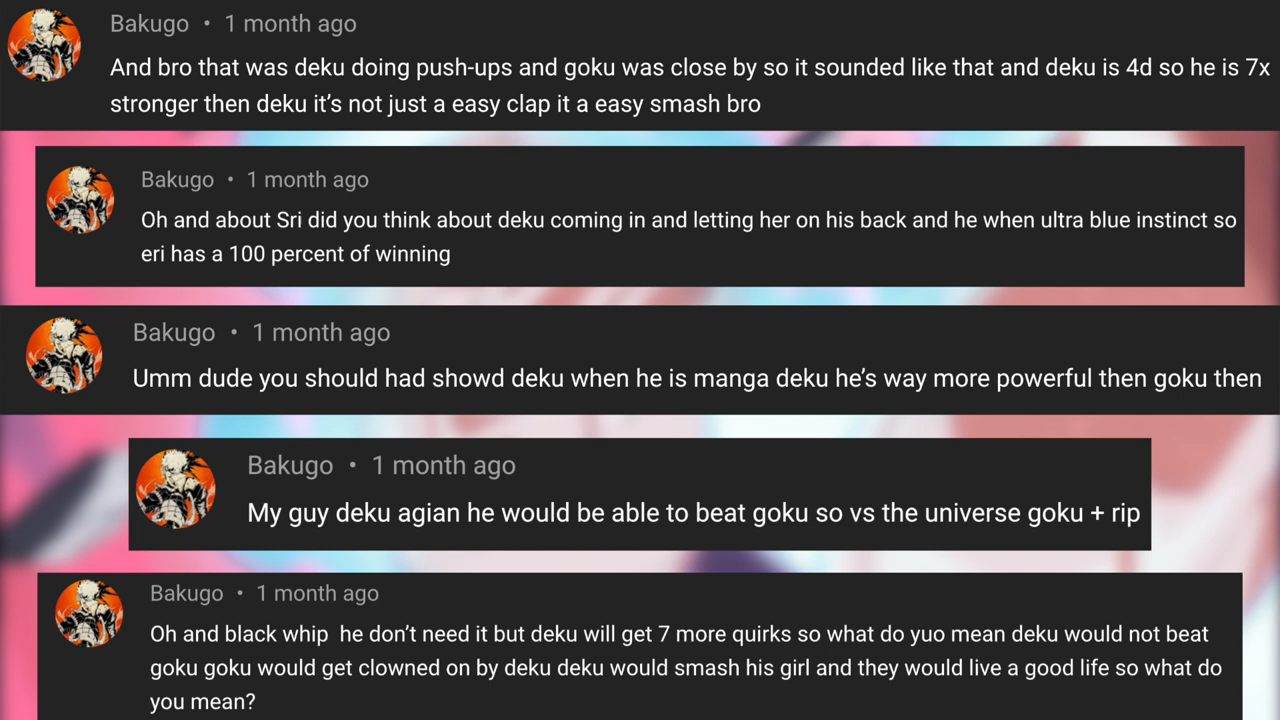 Bakugo • 1 month ago
And bro that was deku doing push-ups and goku was close by so it sounded like that and deku is 4d so he is 7x
stronger then deku it's not just a easy clap it a easy smash bro
Bakugo • 1 month ago
Oh and about Sri did you think about deku coming in and letting her on his back and he when ultra blue instinct so
eri has a 100 percent of winning
Bakugo • 1 month ago
Umm dude you should had showd deku when he is manga deku he's way more powerful then goku then
Bakugo • 1 month ago
My guy deku agian he would be able to beat goku so vs the universe goku + rip
Bakugo • 1 month ago
Oh and black whip  he don't need it but deku will get 7 more quirks so what do yuo mean deku would not beat
goku goku would get clowned on by deku deku would smash his girl and they would live a good life so what do
you mean?